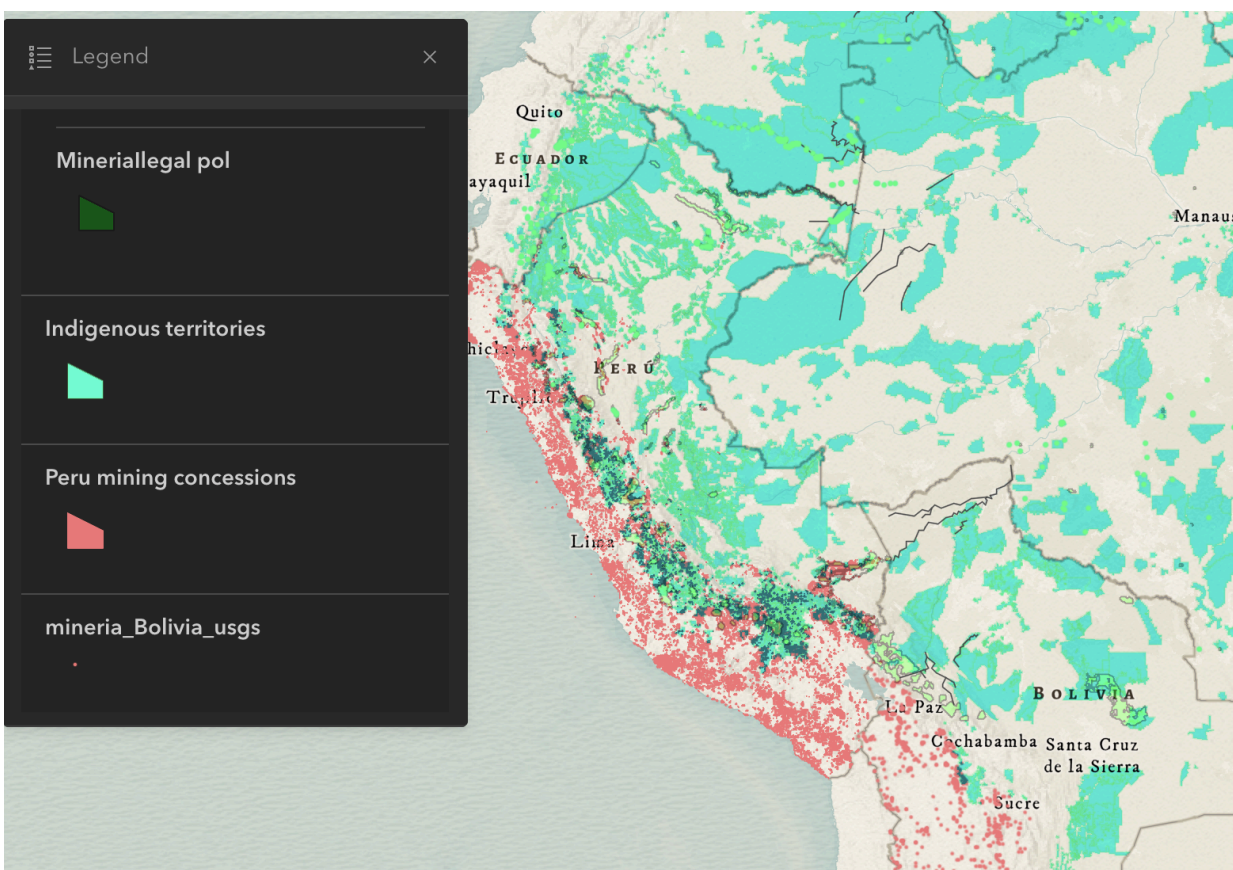 Legend
Mineriallegal pol
Indigenous territories
Peru mining concessions
mineria_Bolivia_usgs
Quito
ECUADOR
ayaquil
Manaus
PERÚ
Lima
La Paz
BOLIVIA
Cochabamba
Santa Cruz
de la Sierra
Sucre